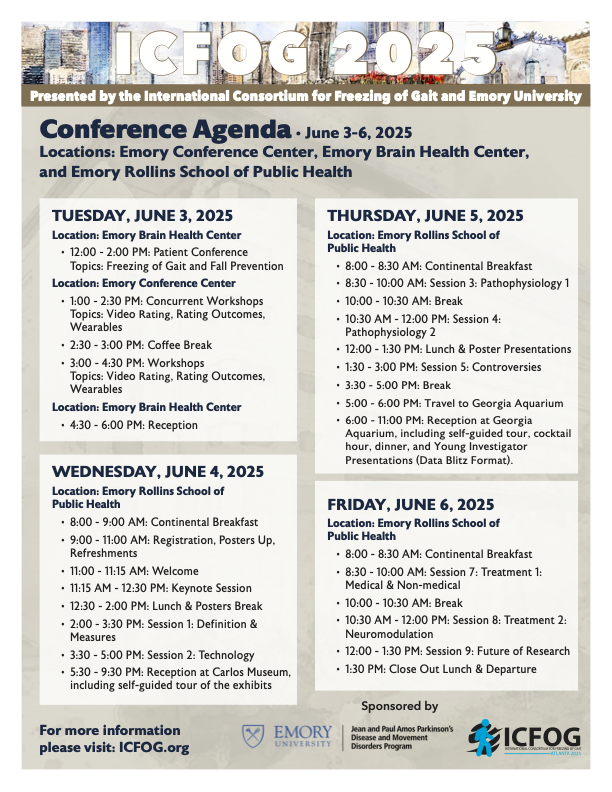 ICFOG 2025
Presented by the International Consortium for Freezing of Gait and Emory University
Conference Agenda • June 3-6, 2025
Locations: Emory Conference Center, Emory Brain Health Center,
and Emory Rollins School of Public Health
TUESDAY, JUNE 3, 2025
Location: Emory Brain Health Center
• 12:00 - 2:00 PM: Patient Conference
Topics: Freezing of Gait and Fall Prevention
Location: Emory Conference Center
• 1:00 - 2:30 PM: Concurrent Workshops
Topics: Video Rating, Rating Outcomes,
Wearables
• 2:30 - 3:00 PM: Coffee Break
• 3:00 - 4:30 PM: Workshops
Topics: Video Rating, Rating Outcomes,
Wearables
Location: Emory Brain Health Center
• 4:30 - 6:00 PM: Reception
WEDNESDAY, JUNE 4, 2025
Location: Emory Rollins School of
Public Health
• 8:00 - 9:00 AM: Continental Breakfast
• 9:00 - 11:00 AM: Registration, Posters Up,
Refreshments
• 11:00 - 11:15 AM: Welcome
• 11:15 AM - 12:30 PM: Keynote Session
• 12:30 - 2:00 PM: Lunch & Posters Break
• 2:00 - 3:30 PM: Session 1: Definition &
Measures
• 3:30 - 5:00 PM: Session 2: Technology
• 5:30 - 9:30 PM: Reception at Carlos Museum,
including self-guided tour of the exhibits
THURSDAY, JUNE 5, 2025
Location: Emory Rollins School of
Public Health
• 8:00 - 8:30 AM: Continental Breakfast
• 8:30 - 10:00 AM: Session 3: Pathophysiology 1
• 10:00 - 10:30 AM: Break
• 10:30 AM - 12:00 PM: Session 4:
Pathophysiology 2
• 12:00 - 1:30 PM: Lunch & Poster Presentations
• 1:30 - 3:00 PM: Session 5: Controversies
• 3:30 - 5:00 PM: Break
• 5:00 - 6:00 PM: Travel to Georgia Aquarium
• 6:00 - 11:00 PM: Reception at Georgia
Aquarium, including self-guided tour, cocktail
hour, dinner, and Young Investigator
Presentations (Data Blitz Format).
FRIDAY, JUNE 6, 2025
Location: Emory Rollins School of
Public Health
• 8:00 - 8:30 AM: Continental Breakfast
• 8:30 - 10:00 AM: Session 7: Treatment 1:
Medical & Non-medical
• 10:00 - 10:30 AM: Break
• 10:30 AM - 12:00 PM: Session 8: Treatment 2:
Neuromodulation
• 12:00 - 1:30 PM: Session 9: Future of Research
• 1:30 PM: Close Out Lunch & Departure
Sponsored by
For more information
please visit: ICFOG.org
EMORY
UNIVERSITY
Jean and Paul Amos Parkinson's
Disease and Movement
Disorders Program
ICFOG
INTERNATIONAL CONSORTIUM FOR FREEZING OF GAIT
ATLANTA 2025